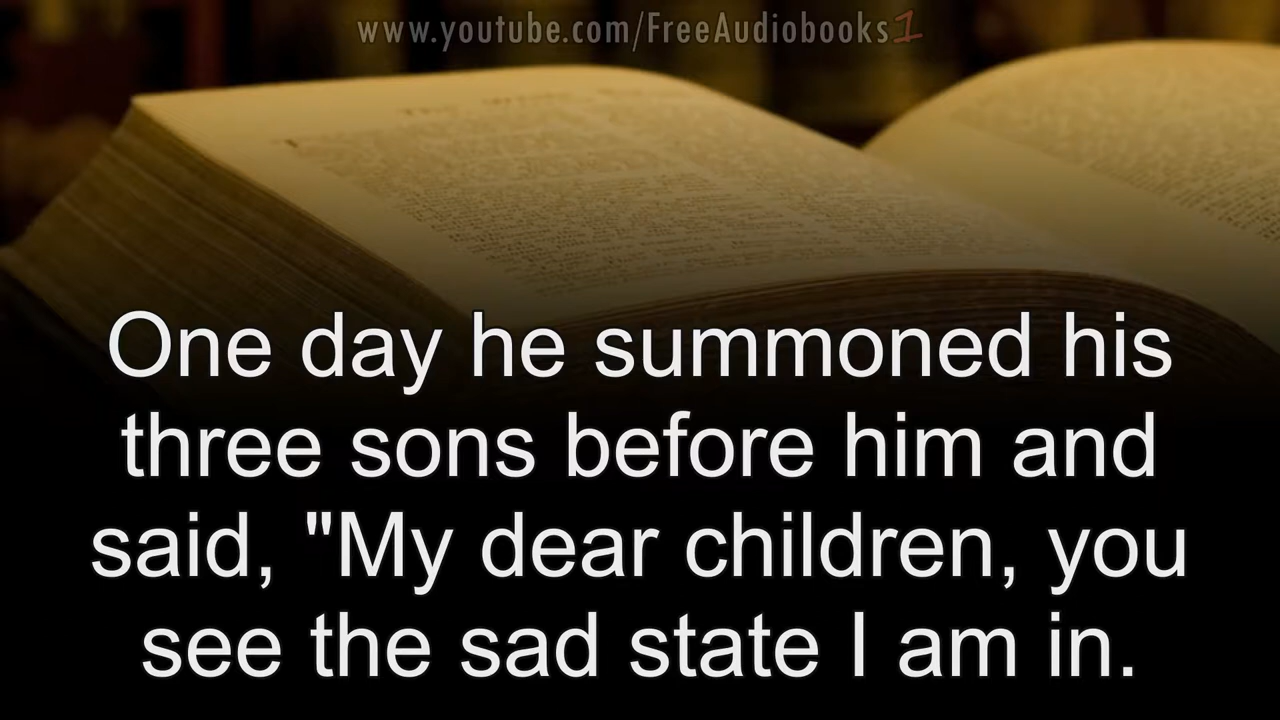 www.youtube.com/FreeAudiobooks1
One day he summoned his
three sons before him and
said, "My dear children, you
see the sad state I am in.